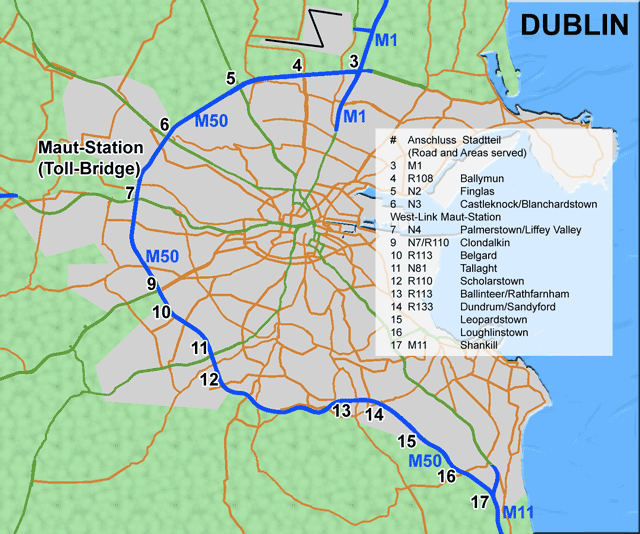 DUBLIN
M1
3
4
5
M1
M50
6
Maut-Station
(Toll-Bridge)
7
# Anschluss Stadtteil
(Road and Areas served)
3 M1
4 R108 Ballymun
5 N2 Finglas
6 N3 Castleknock/Blanchardstown
West-Link Maut-Station
7 N4 Palmerstown/Liffey Valley
9 N7/R110 Clondalkin
10 R113 Belgard
11 N81 Tallaght
12 R110 Scholarstown
13 R113 Ballinteer/Rathfarnham
14 R133 Dundrum/Sandyford
15 Leopardstown
16 Loughlinstown
17 M11 Shankill
M50
9
10
11
12
13
14
15
M50
16
17
M11